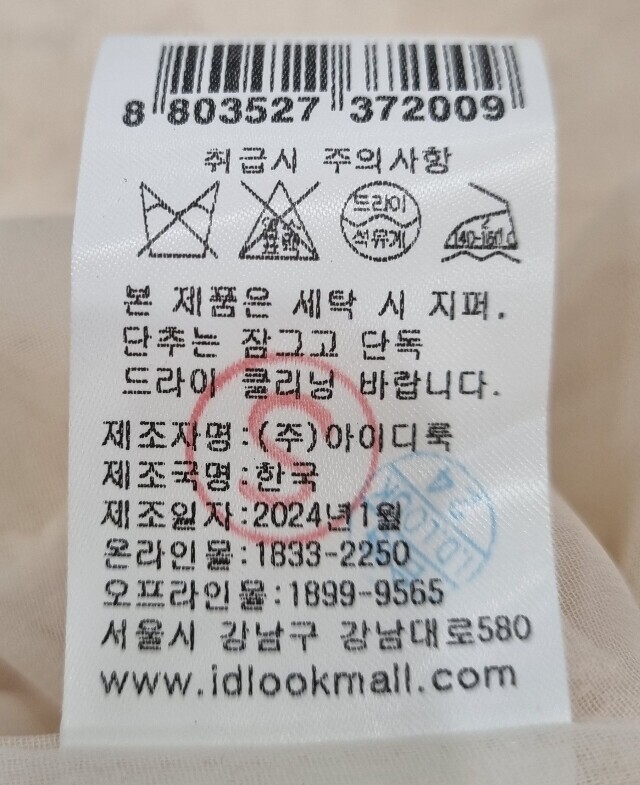 8 803527 372009
취급시 주의사항
드라이
석유계
2
140-160℃
본 제품은 세탁 시 지퍼.
단추는 잠그고 단독
드라이 클리닝 바랍니다.
제조자명:(주)아이디룩
제조국명:한국
제조일자:2024년1월
온라인몰:1833-2250
오프라인몰:1899-9565
서울시 강남구 강남대로580
www.idlookmall.com
S
I.D.LOOK
4